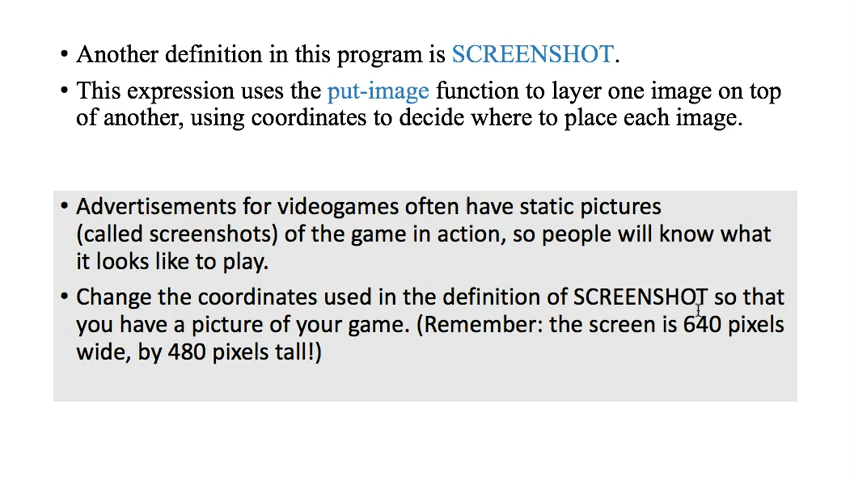 • Another definition in this program is SCREENSHOT.
• This expression uses the put-image function to layer one image on top
of another, using coordinates to decide where to place each image.
• Advertisements for videogames often have static pictures
(called screenshots) of the game in action, so people will know what
it looks like to play.
• Change the coordinates used in the definition of SCREENSHOT so that
you have a picture of your game. (Remember: the screen is 640 pixels
wide, by 480 pixels tall!)